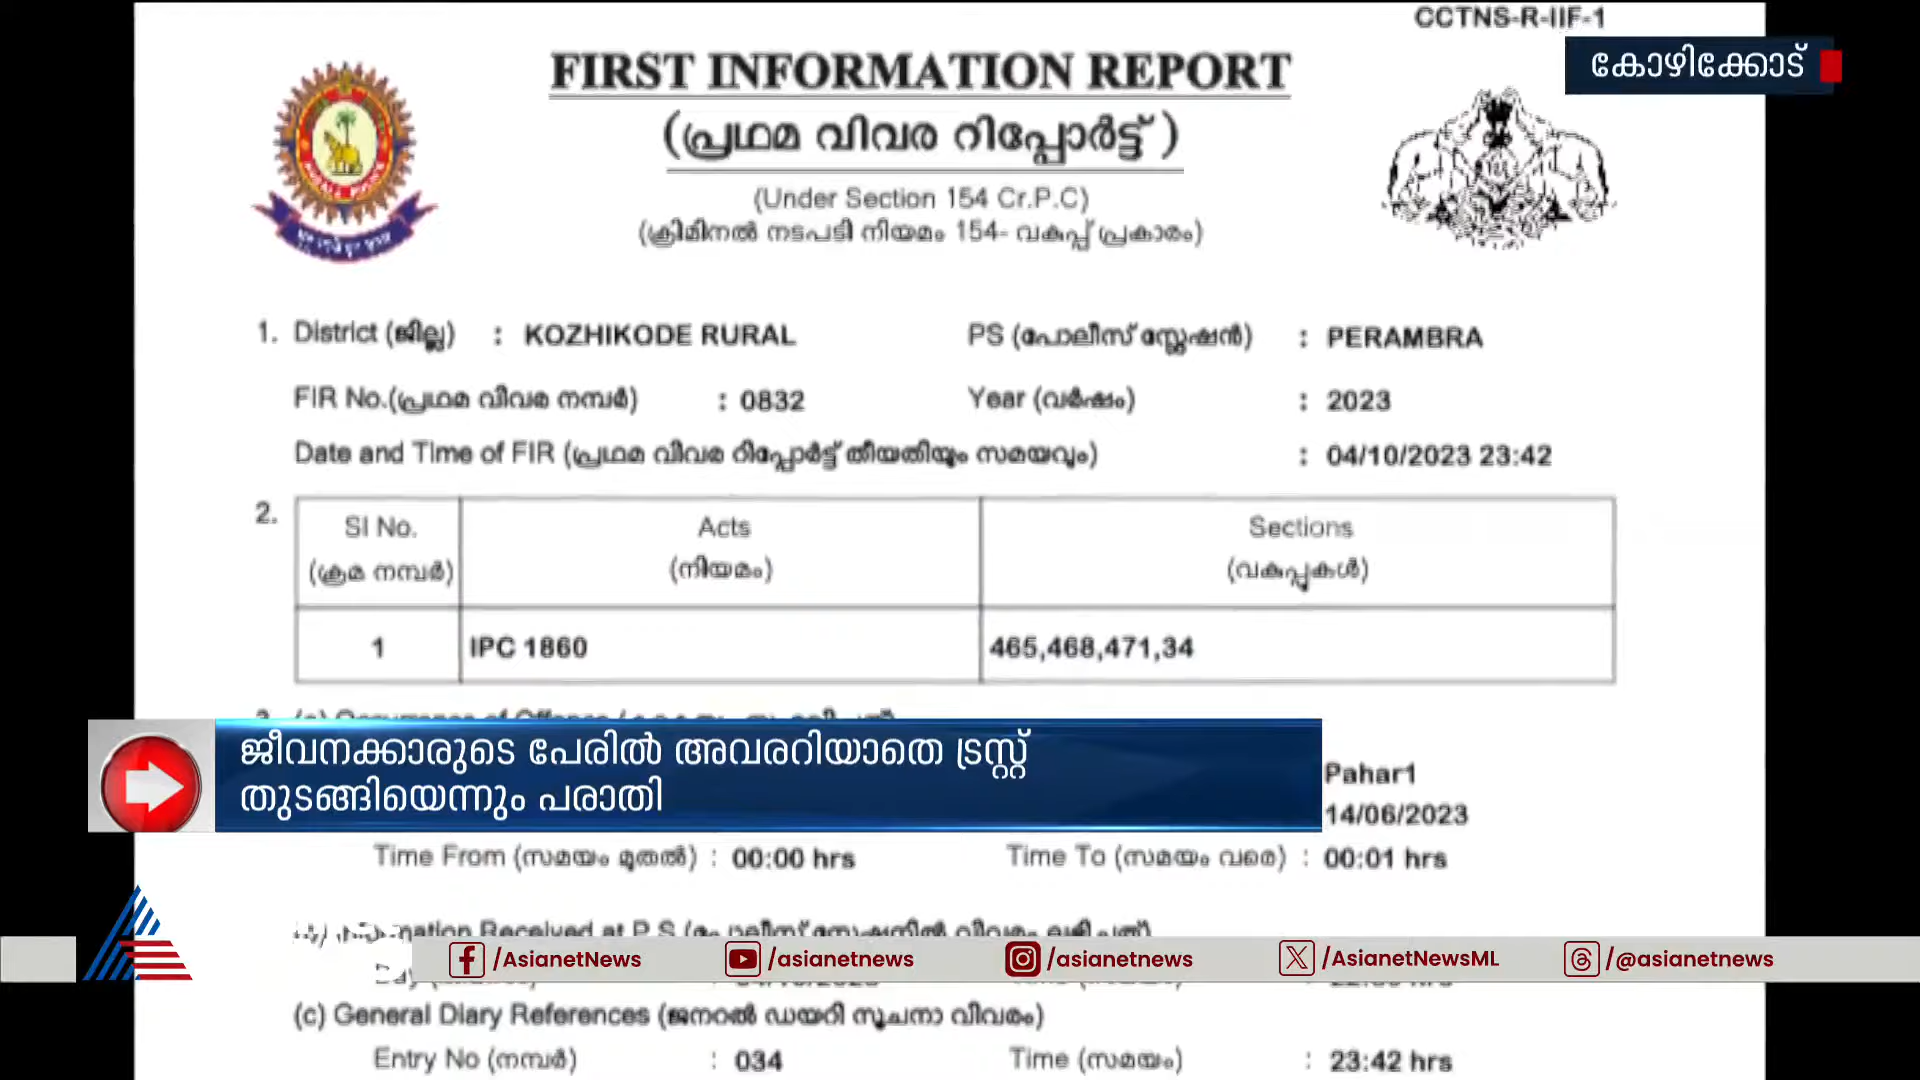 CCTNS-R-IIF-1
കോഴിക്കോട്
FIRST INFORMATION REPORT
(പ്രഥമ വിവര റിപ്പോർട്ട് )
(Under Section 154 Cr.P.C)
(ക്രിമിനൽ നടപടി നിയമം 154- വകുപ്പ് പ്രകാരം)
1. District (ജില്ല) : KOZHIKODE RURAL PS (പോലീസ് സ്റ്റേഷൻ) : PERAMBRA
FIR No.(പ്രഥമ വിവര നമ്പർ) : 0832 Year (വർഷം) : 2023
Date and Time of FIR (പ്രഥമ വിവര റിപ്പോർട്ട് തീയതിയും സമയവും) : 04/10/2023 23:42
2. Sl No. Acts Sections
(ക്രമ നമ്പർ) (നിയമം) (വകുപ്പുകൾ)
1 IPC 1860 465,468,471,34
ജീവനക്കാരുടെ പേരിൽ അവരറിയാതെ ട്രസ്റ്റ്
തുടങ്ങിയെന്നും പരാതി
Pahar1
14/06/2023
Time From (സമയം മുതൽ) : 00:00 hrs Time To (സമയം വരെ) : 00:01 hrs
Received at P.S
/AsianetNews /asianetnews /asianetnews /AsianetNewsML /@asianetnews
(c) General Diary References (ജനറൽ ഡയറി സൂചനാ വിവരം)
Entry No (നമ്പർ) : 034 Time (സമയം) : 23:42 hrs